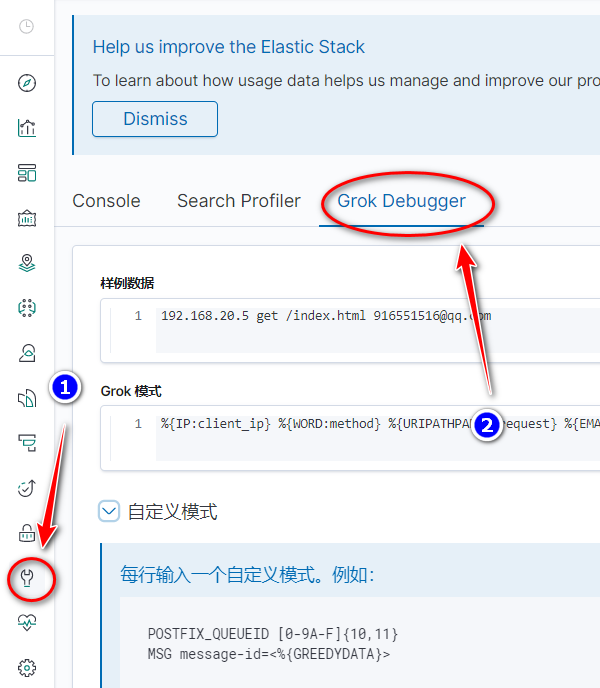 Help us improve the Elastic Stack
To learn about how usage data helps us manage and improve our pro
Dismiss
Console Search Profiler Grok Debugger
样例数据
1 192.168.20.5 get /index.html 916551516@qq.com
1
Grok 模式
1 %{IP:client_ip} %{WORD:method} %{URIPATHPA equest} %{EMA
2
自定义模式
每行输入一个自定义模式。例如：
POSTFIX_QUEUEID [0-9A-F]{10,11}
MSG message-id=<%{GREEDYDATA}>